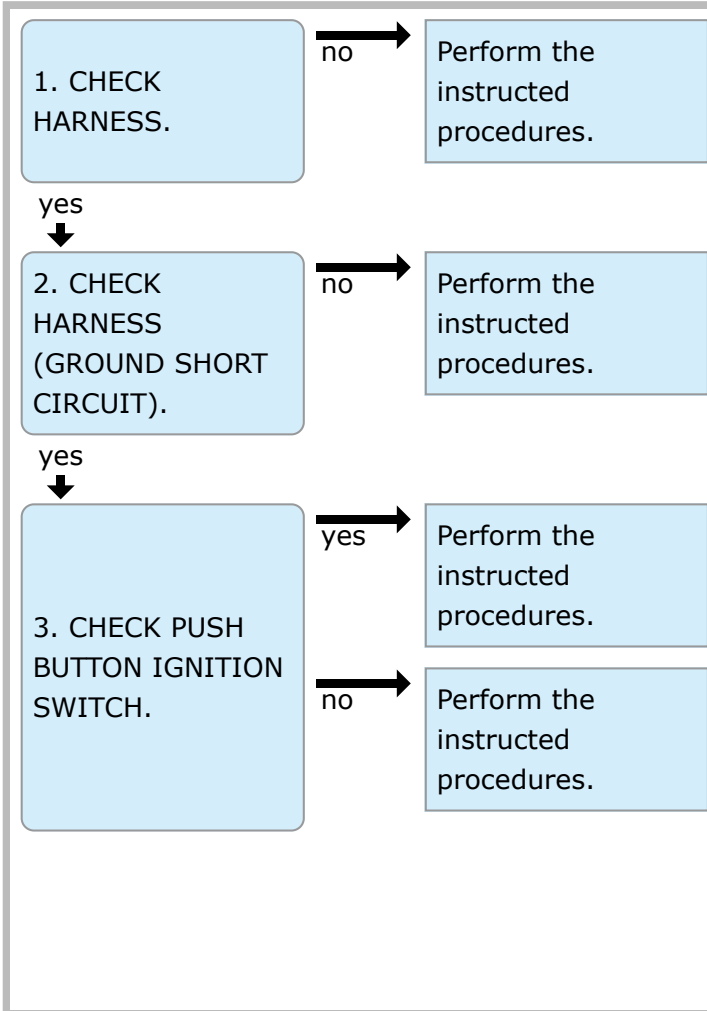 1. CHECK
HARNESS.
no
Perform the
instructed
procedures.
yes
2. CHECK
HARNESS
(GROUND SHORT
CIRCUIT).
no
Perform the
instructed
procedures.
yes
3. CHECK PUSH
BUTTON IGNITION
SWITCH.
yes
Perform the
instructed
procedures.
no
Perform the
instructed
procedures.